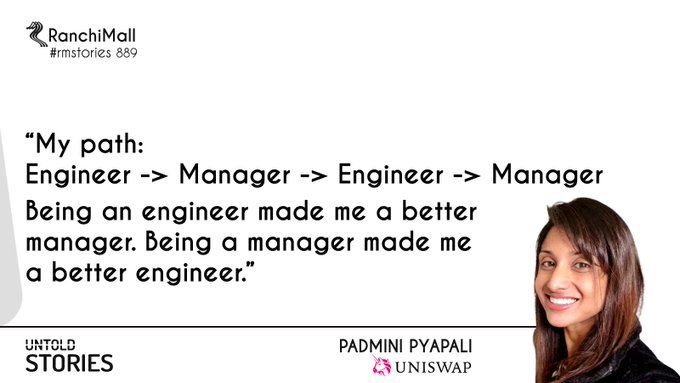 RanchiMall
#rmstories 889
“My path:
Engineer -> Manager -> Engineer -> Manager
Being an engineer made me a better
manager. Being a manager made me
a better engineer.”
UNTOLD
STORIES
PADMINI PYAPALI
UNISWAP